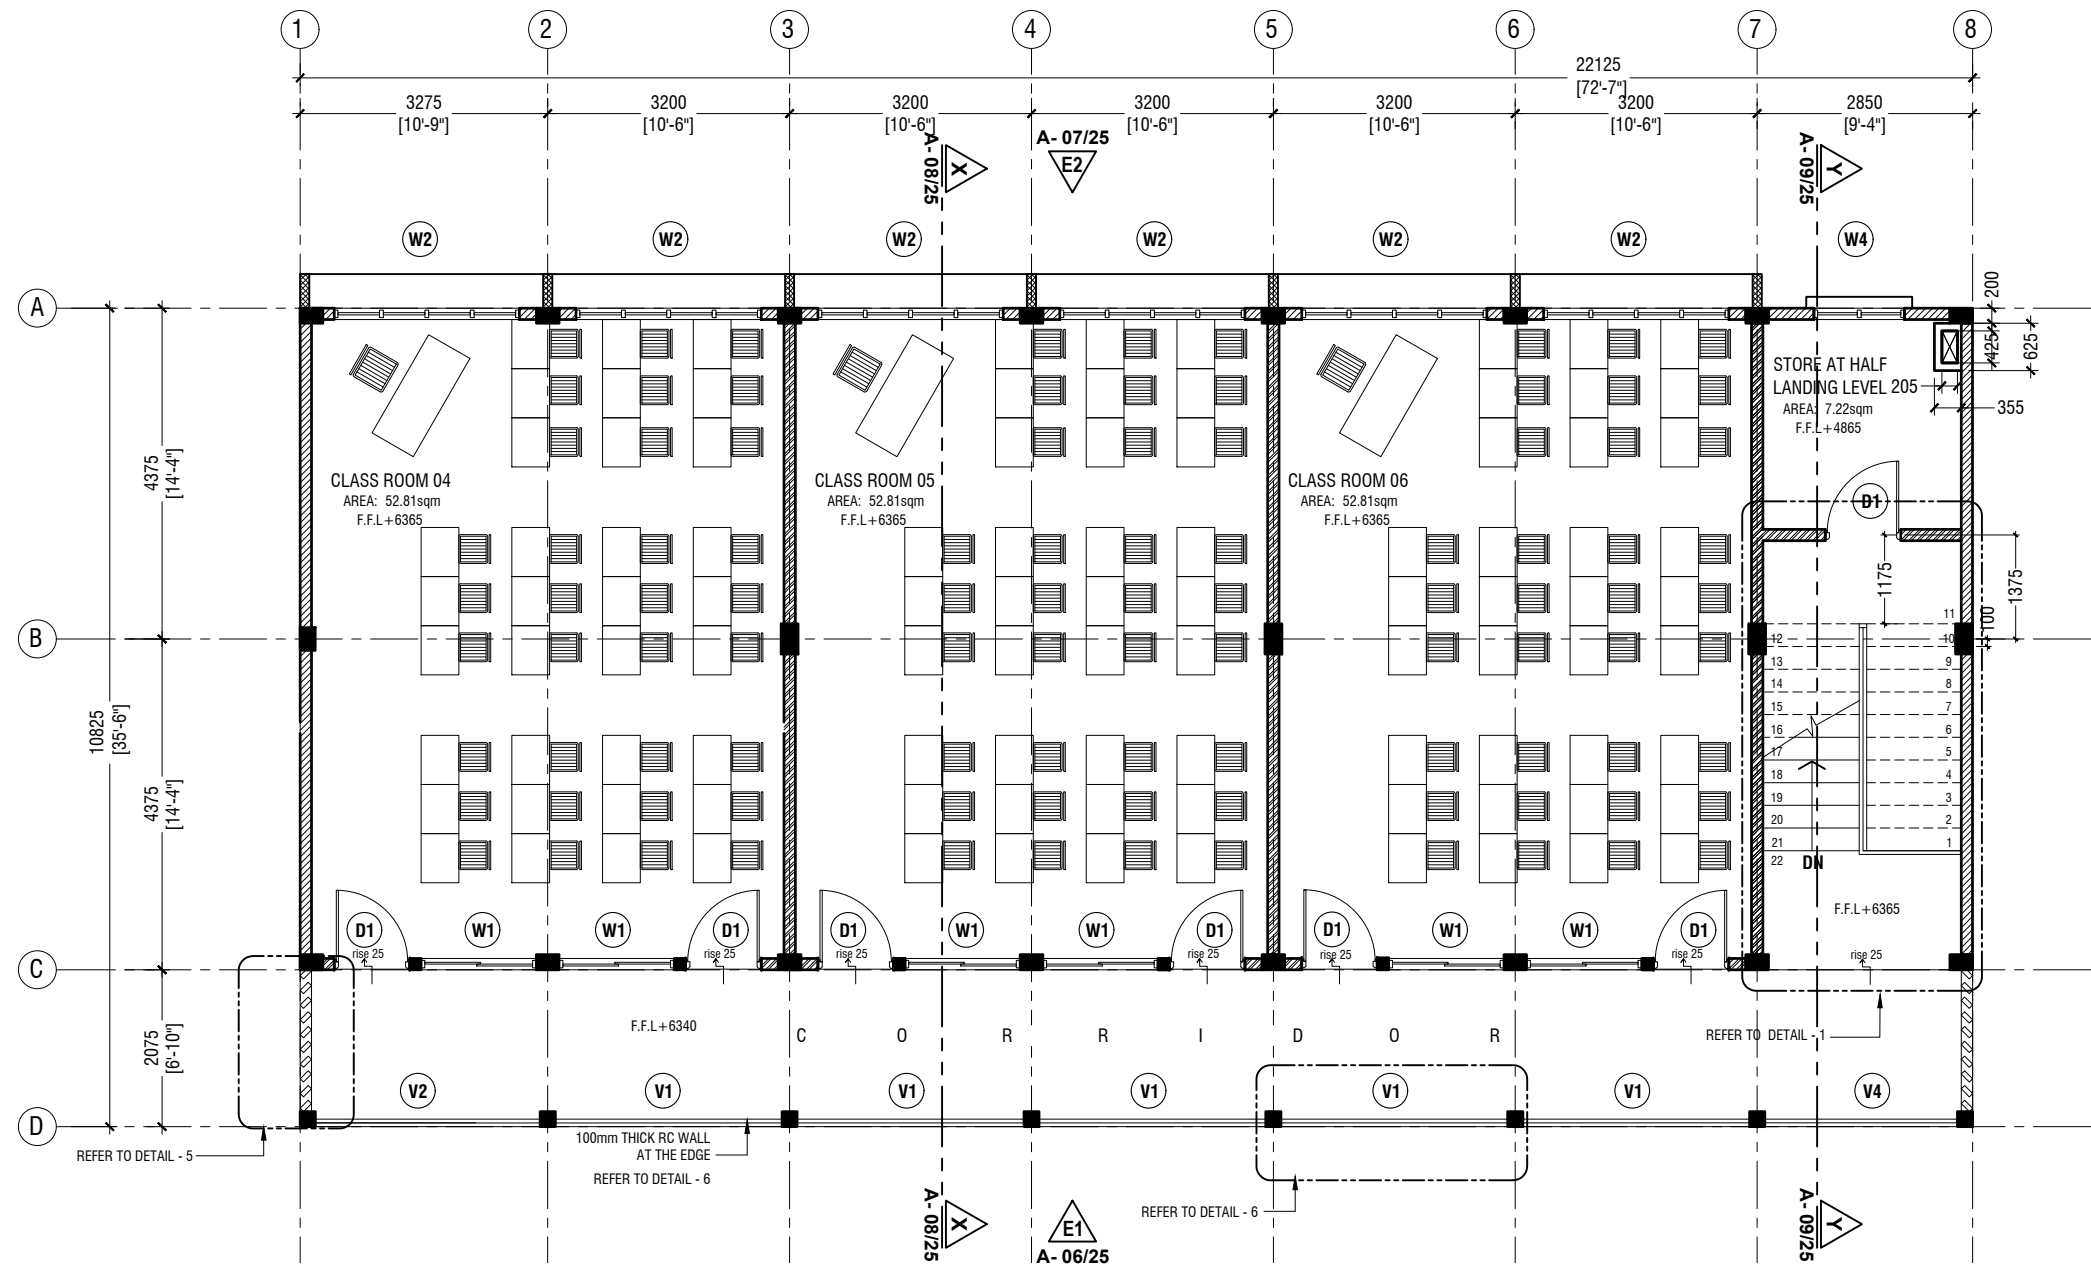 1 2 3 4 5 6 7 8
22125
[72'-7"]
3275 3200 3200 3200 3200 3200 2850
[10'-9"] [10'-6"] [10'-6"] [10'-6"] [10'-6"] [10'-6"] [9'-4"]
A- 08/25
X
A- 07/25
E2
A- 09/25
Y
W2 W2 W2 W2 W2 W2 W4
A
B
C
D
10825
[35'-6"]
4375
[14'-4"]
4375
[14'-4"]
2075
[6'-10"]
200
425
625
205
355
STORE AT HALF
LANDING LEVEL
AREA: 7.22sqm
F.F.L+4865
CLASS ROOM 04
AREA: 52.81sqm
F.F.L+6365
CLASS ROOM 05
AREA: 52.81sqm
F.F.L+6365
CLASS ROOM 06
AREA: 52.81sqm
F.F.L+6365
D1
1175
1375
100
11
12 10
13 9
14 8
15 7
16 6
17 5
18 4
19 3
20 2
21 1
22 DN
F.F.L+6365
D1 W1 W1 D1 D1 W1 W1 D1 D1 W1 W1 D1
rise 25 rise 25 rise 25 rise 25 rise 25 rise 25 rise 25
F.F.L+6340
C O R R I D O R
REFER TO DETAIL - 1
V2 V1 V1 V1 V1 V1 V4
100mm THICK RC WALL
AT THE EDGE
REFER TO DETAIL - 5
REFER TO DETAIL - 6
REFER TO DETAIL - 6
A- 08/25
X
E1
A- 06/25
A- 09/25
Y